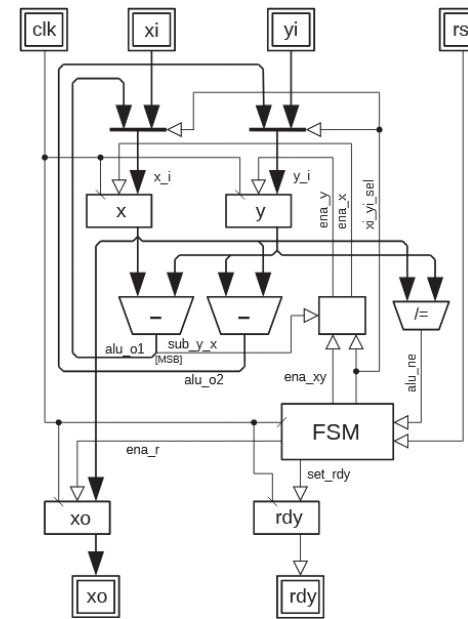 clk
xi
yi
rs
x_i
y_i
ena_y
ena_x
xi_yi_sel
x
y
-
-
/=
alu_o1
sub_y_x
[MSB]
alu_o2
ena_xy
alu_ne
FSM
ena_r
set_rdy
xo
rdy
xo
rdy